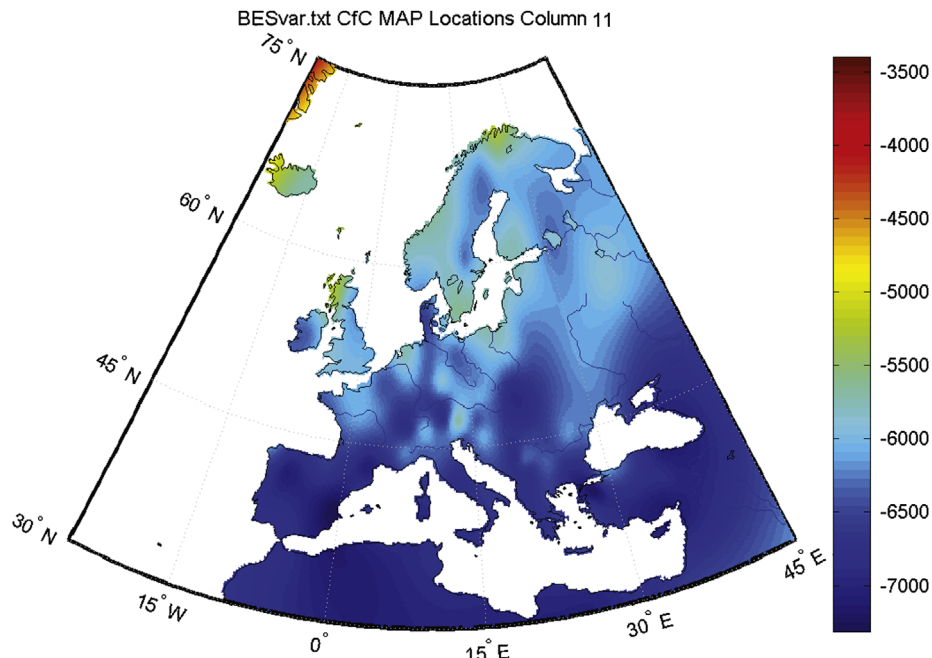 BESvar.txt CfC MAP Locations Column 11
75° N
60° N
45° N
30° N
15° W
0°
15° E
30° E
45° E
-3500
-4000
-4500
-5000
-5500
-6000
-6500
-7000